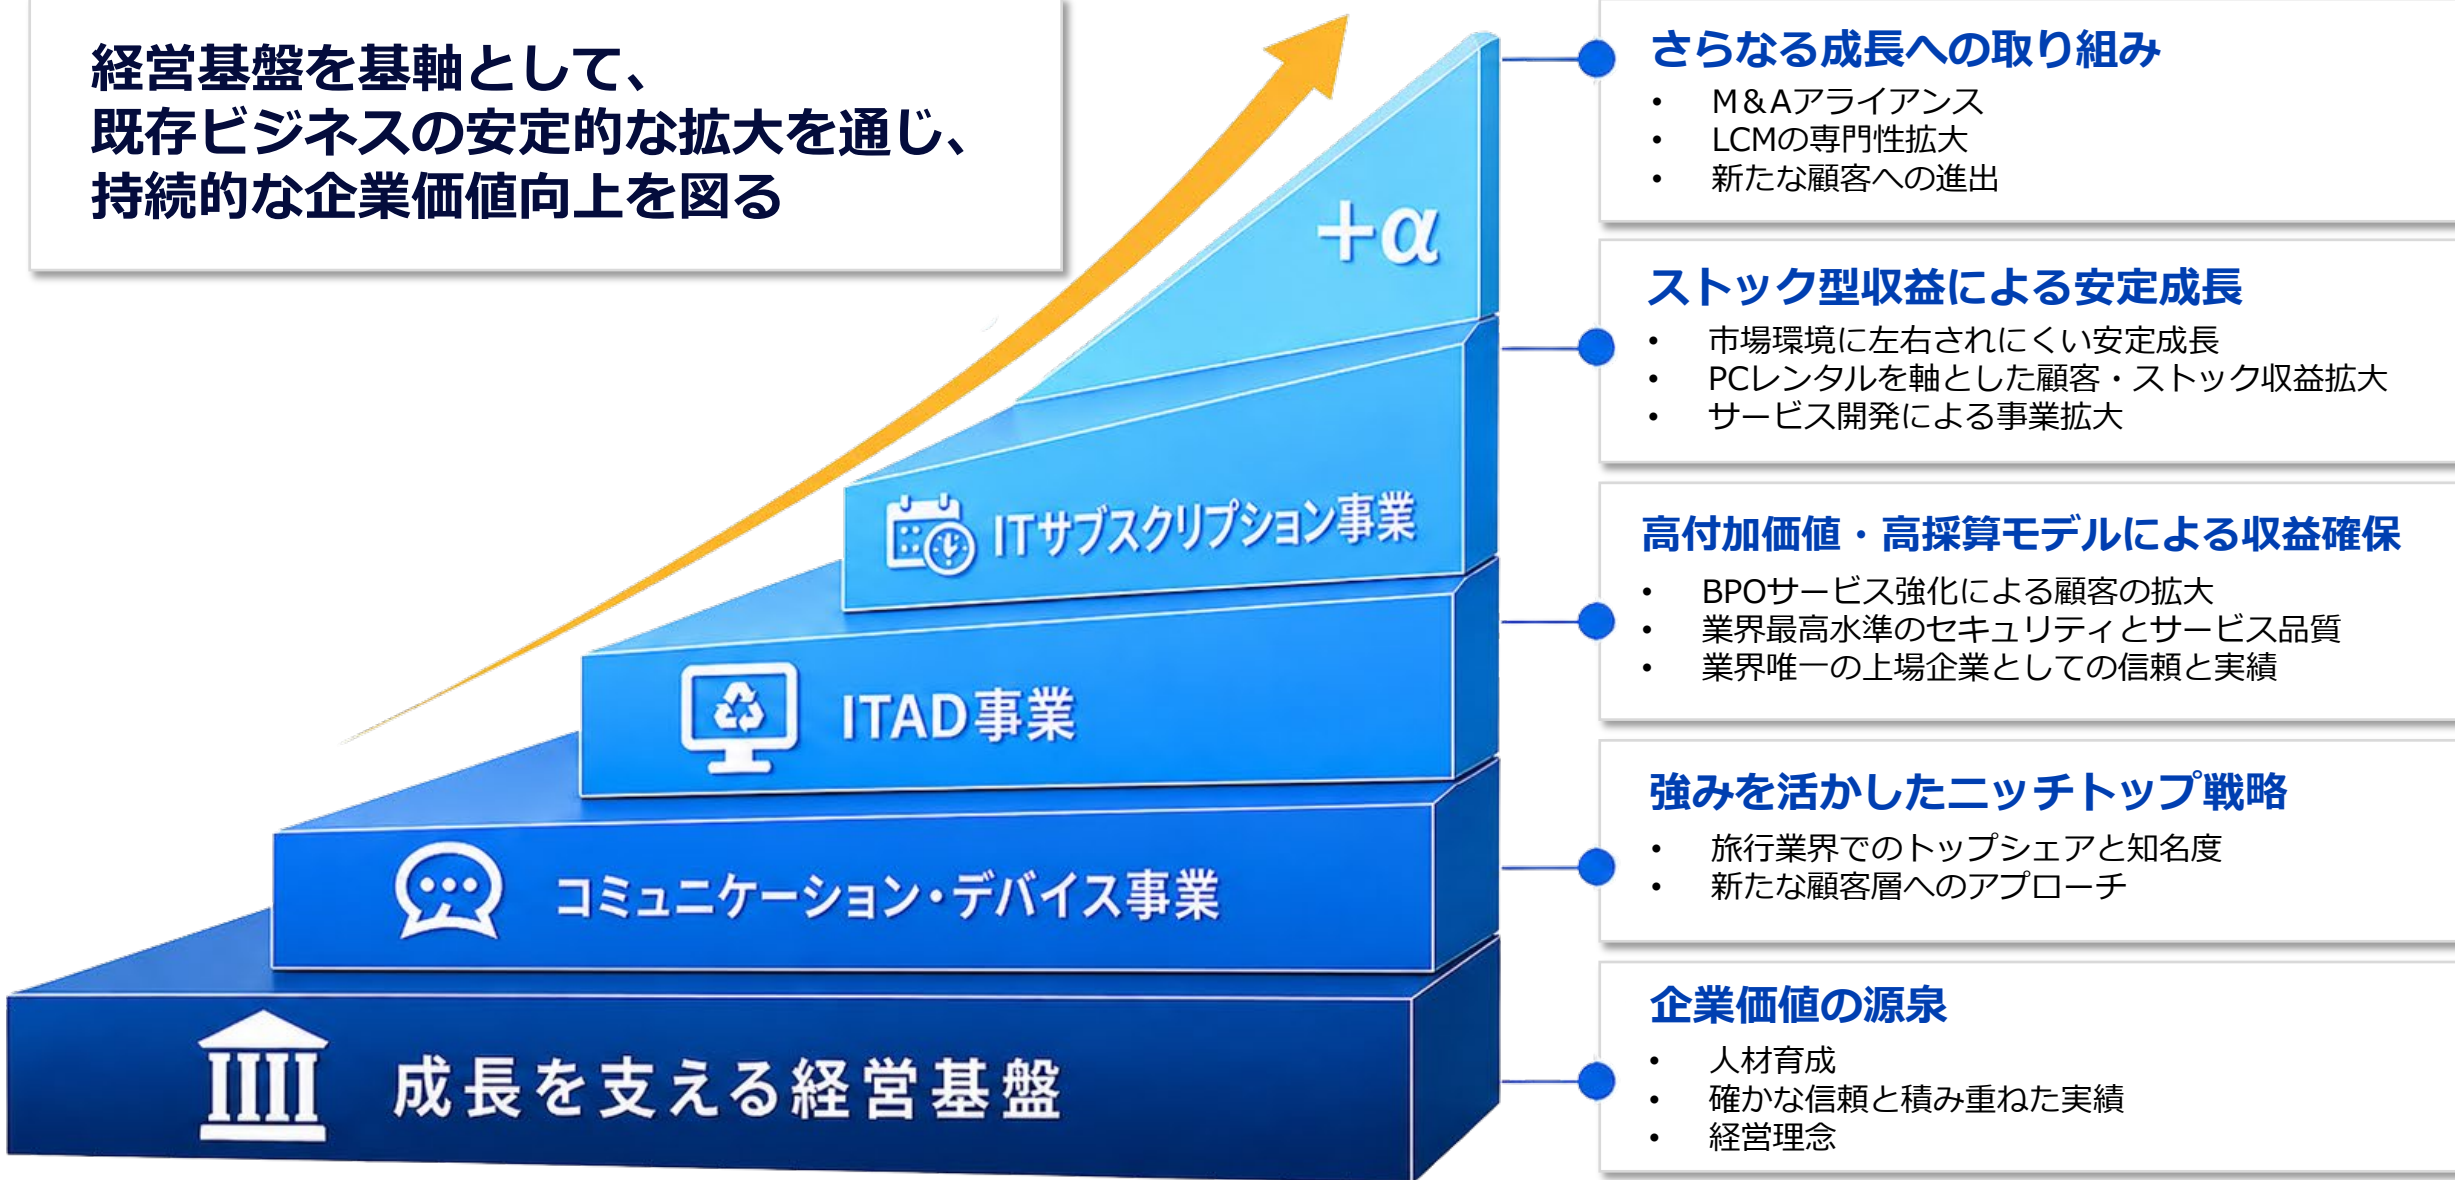 経営基盤を基軸として、
既存ビジネスの安定的な拡大を通じ、
持続的な企業価値向上を図る
+α
ITサブスクリプション事業
ITAD事業
コミュニケーション・デバイス事業
成長を支える経営基盤
さらなる成長への取り組み
• M&Aアライアンス
• LCMの専門性拡大
• 新たな顧客への進出
ストック型収益による安定成長
• 市場環境に左右されにくい安定成長
• PCレンタルを軸とした顧客・ストック収益拡大
• サービス開発による事業拡大
高付加価値・高採算モデルによる収益確保
• BPOサービス強化による顧客の拡大
• 業界最高水準のセキュリティとサービス品質
• 業界唯一の上場企業としての信頼と実績
強みを活かしたニッチトップ戦略
• 旅行業界でのトップシェアと知名度
• 新たな顧客層へのアプローチ
企業価値の源泉
• 人材育成
• 確かな信頼と積み重ねた実績
• 経営理念